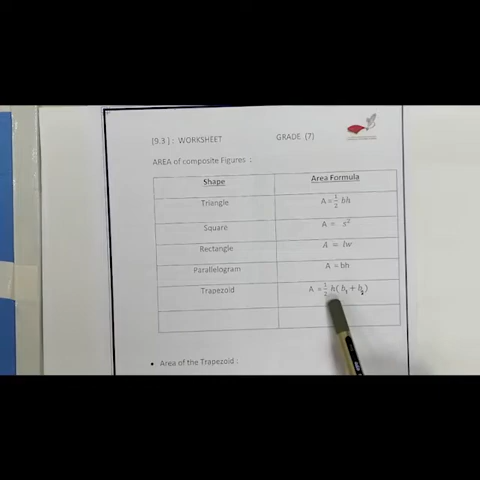 [9.3] : WORKSHEET GRADE (7)
AREA of composite Figures :
Shape Area Formula
Triangle A = 1/2 bh
Square A = s²
Rectangle A = lw
Parallelogram A = bh
Trapezoid A = 1/2 h( b₁ + b₂)
• Area of the Trapezoid :